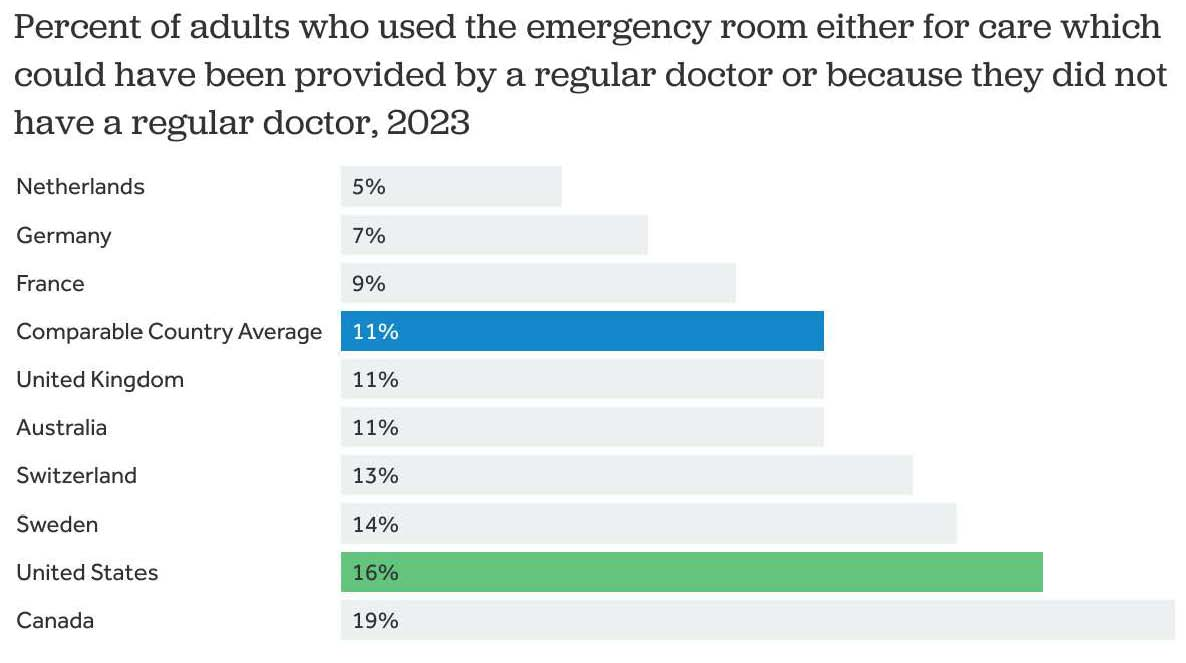 Percent of adults who used the emergency room either for care which
could have been provided by a regular doctor or because they did not
have a regular doctor, 2023
Netherlands 5%
Germany 7%
France 9%
Comparable Country Average 11%
United Kingdom 11%
Australia 11%
Switzerland 13%
Sweden 14%
United States 16%
Canada 19%